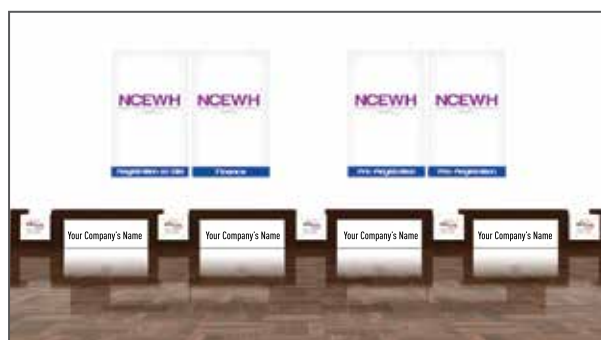 NCEWH
NCEWH
NCEWH
NCEWH
Registration on Site
Finance
Pre-Registration
Pre-Registration
Your Company's Name
Your Company's Name
Your Company's Name
Your Company's Name